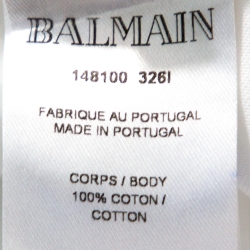 BALMAIN
148100 326I
FABRIQUE AU PORTUGAL
MADE IN PORTUGAL
CORPS / BODY
100% COTON /
COTTON